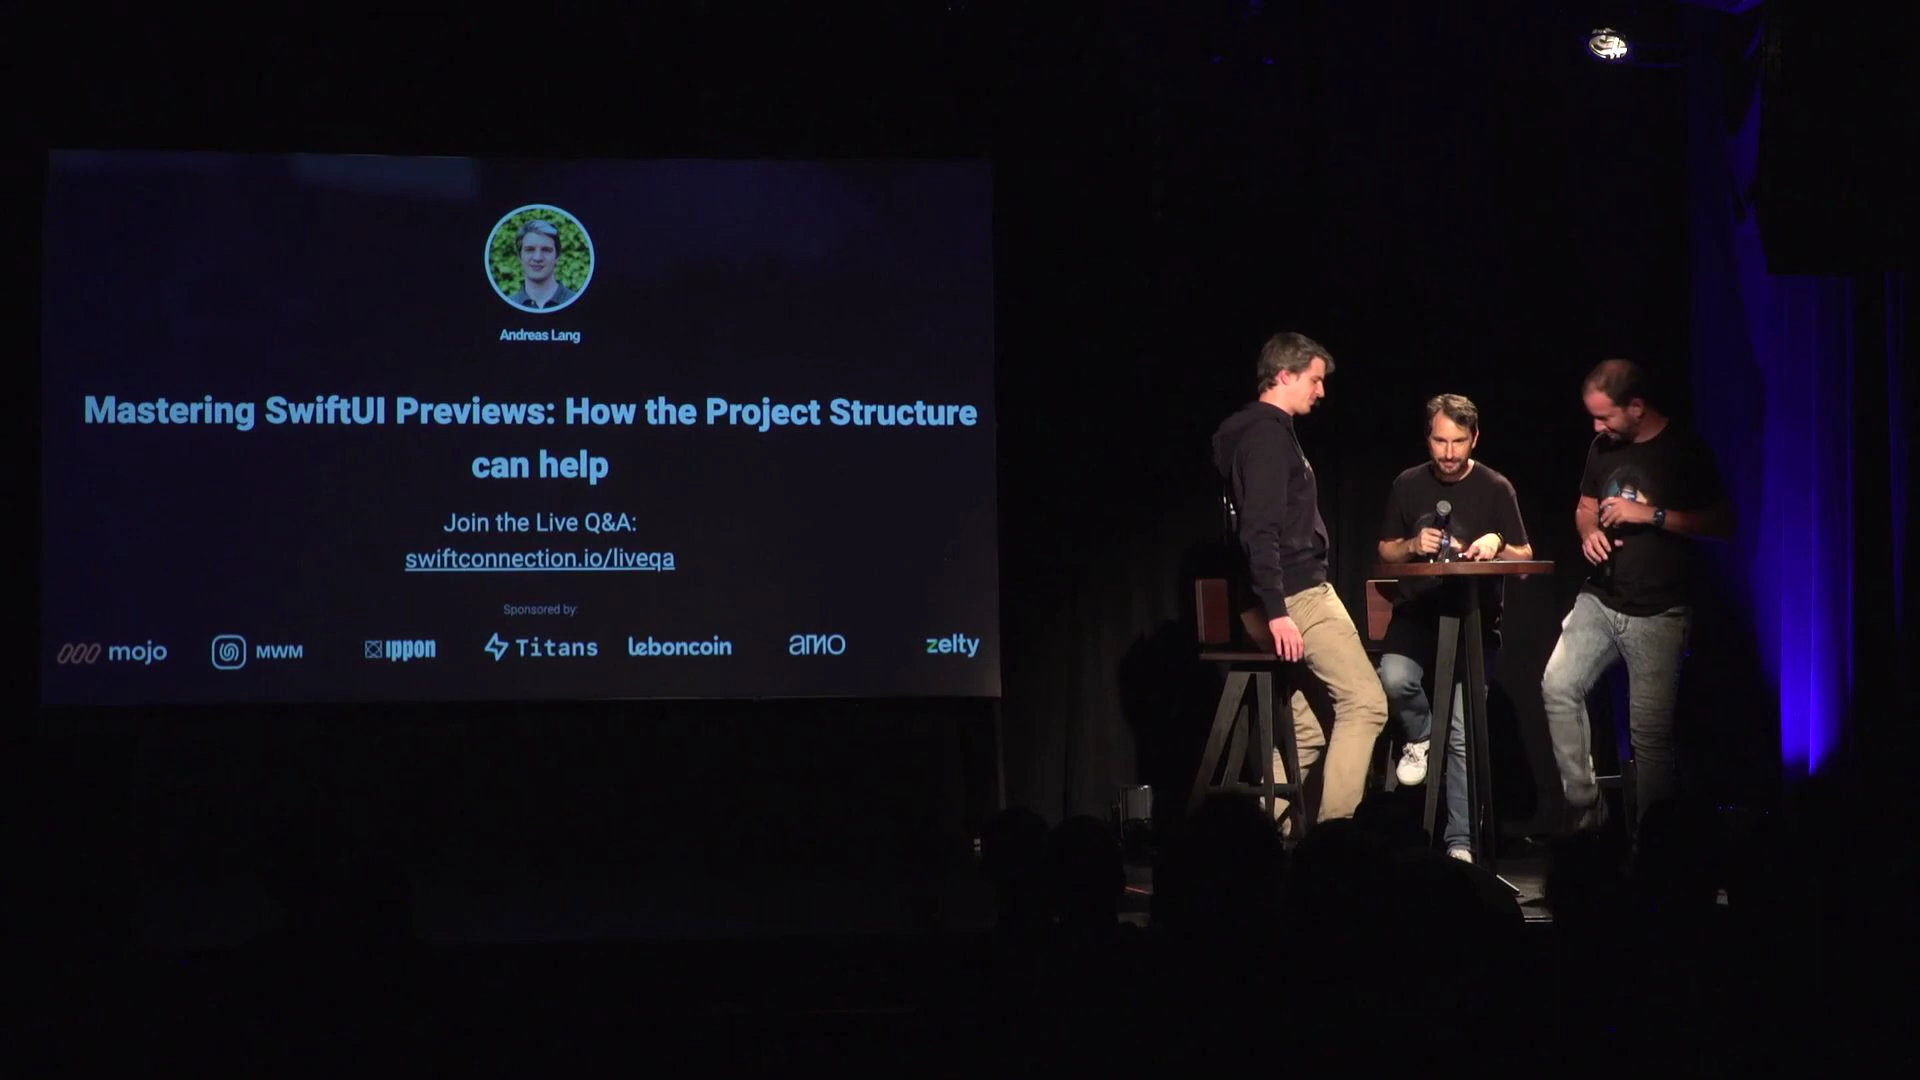 Andreas Lang
Mastering SwiftUI Previews: How the Project Structure
can help
Join the Live Q&A:
swiftconnection.io/liveqa
Sponsored by:
mojo MWM ippon Titans leboncoin amo zelty